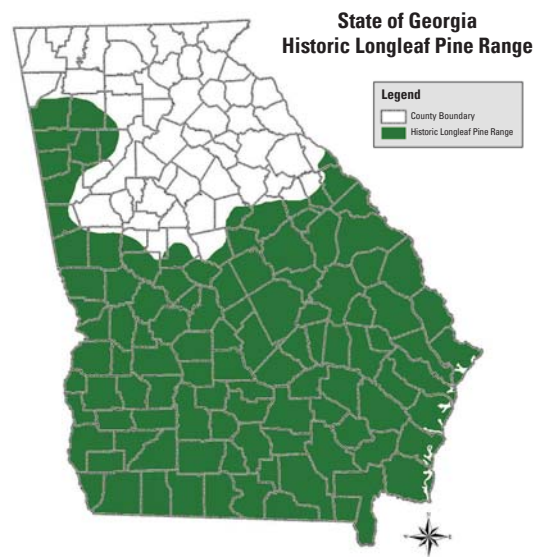 State of Georgia
Historic Longleaf Pine Range
Legend
County Boundary
Historic Longleaf Pine Range